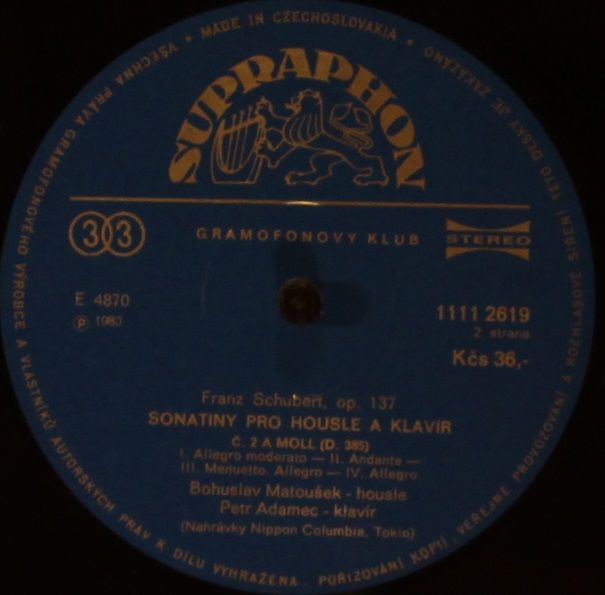 • MADE IN CZECHOSLOVAKIA •
VŠECHNA PRÁVA GRAMOFONOVÉHO VÝROBCE A VLASTNÍKŮ AUTORSKÝCH PRÁV K DÍLU VYHRAŽENA. POŘIZOVÁNÍ KOPIÍ, VEŘEJNÉ PROVOZOVÁNÍ A ROZHLASOVÉ ŠÍŘENÍ TÉTO DESKY JE ZAKÁZÁNO
SUPRAPHON
33
GRAMOFONOVÝ KLUB
STEREO
E 4870
Ⓟ 1980
1111 2619
2. strana
Kčs 36,-
Franz Schubert, op. 137
SONATINY PRO HOUSLE A KLAVÍR
Č. 2 A MOLL (D. 385)
I. Allegro moderato — II. Andante —
III. Menuetto. Allegro — IV. Allegro
Bohuslav Matoušek - housle
Petr Adamec - klavír
(Nahrávky Nippon Columbia, Tokio)